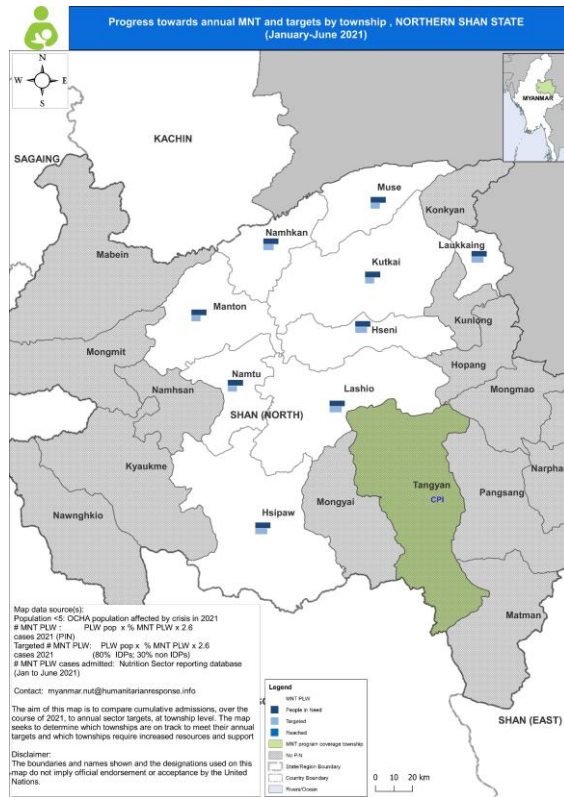 Progress towards annual MNT and targets by township , NORTHERN SHAN STATE
(January-June 2021)
N
W
E
S
MYANMAR
KACHIN
SAGAING
Muse
Konkyan
Namhkan
Laukkaing
Mabein
Kutkai
Manton
Hseni
Kunlong
Mongmit
Hopang
Namtu
Namhsan
Lashio
Mongmao
SHAN (NORTH)
Kyaukme
Tangyan
Narpha
CPI
Mongyai
Pangsang
Nawnghkio
Hsipaw
Matman
SHAN (EAST)
Map data source(s):
Population <5: OCHA population affected by crisis in 2021
# MNT PLW : PLW pop x % MNT PLW x 2.6
cases 2021 (PIN)
Targeted # MNT PLW: PLW pop x % MNT PLW x 2.6
cases 2021 (80% IDPs; 30% non IDPs)
# MNT PLW cases admitted: Nutrition Sector reporting database
(Jan to June 2021)
Contact: myanmar.nut@humanitarianresponse.info
The aim of this map is to compare cumulative admissions, over the
course of 2021, to annual sector targets, at township level. The map
seeks to determine which townships are on track to meet their annual
targets and which townships require increased resources and support
Disclaimer:
The boundaries and names shown and the designations used on this
map do not imply official endorsement or acceptance by the United
Nations.
Legend
MNT PLW
People in Need
Targeted
Reached
MNT program coverage township
No PIN
State/Region Boundary
Country Boundary
Rivers/Ocean
0 10 20 km